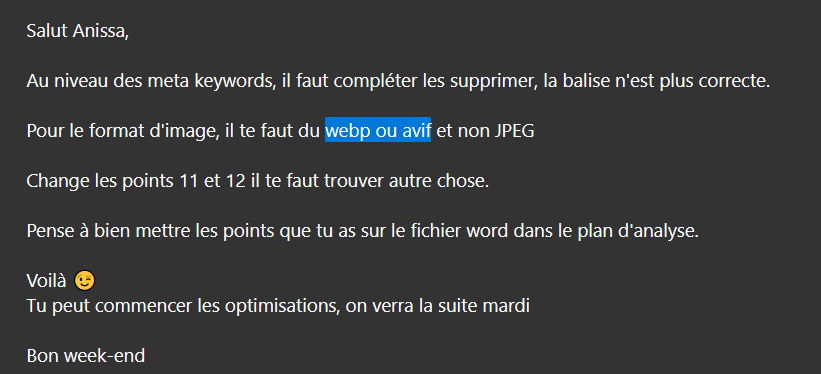 Salut Anissa,
Au niveau des meta keywords, il faut compléter les supprimer, la balise n'est plus correcte.
Pour le format d'image, il te faut du webp ou avif et non JPEG
Change les points 11 et 12 il te faut trouver autre chose.
Pense à bien mettre les points que tu as sur le fichier word dans le plan d'analyse.
Voilà 😉
Tu peut commencer les optimisations, on verra la suite mardi
Bon week-end